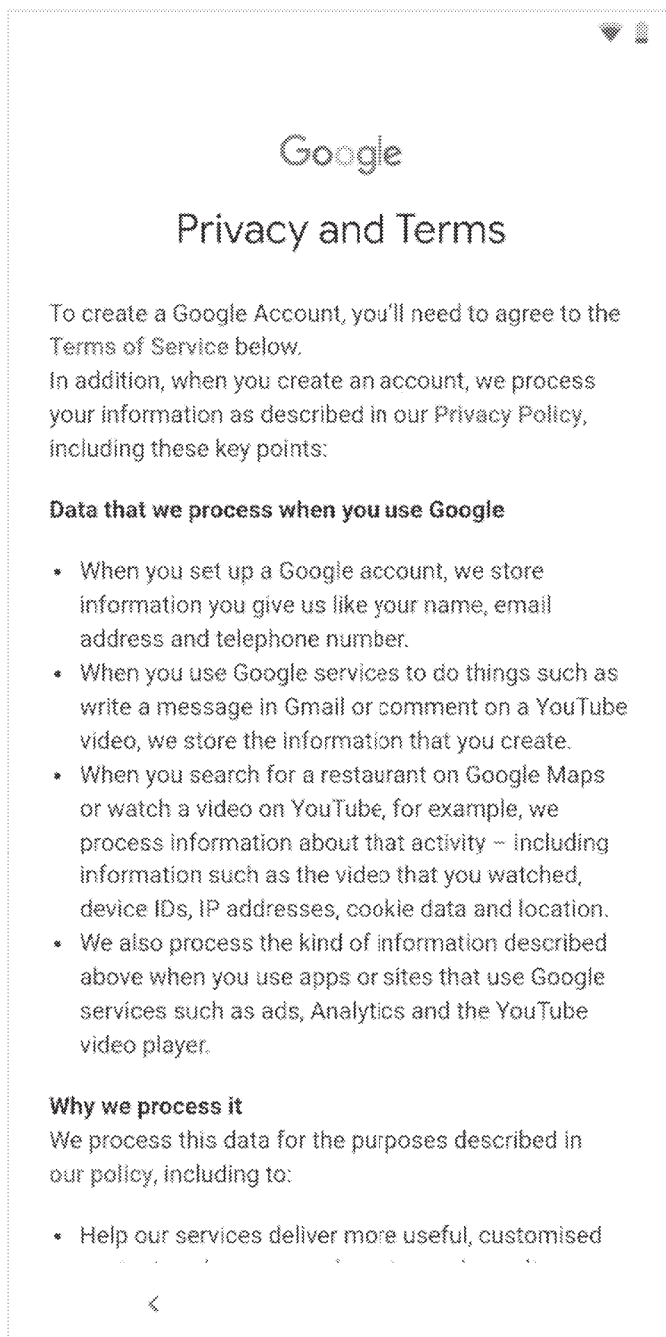 Google
Privacy and Terms
To create a Google Account, you'll need to agree to the
Terms of Service below.
In addition, when you create an account, we process
your information as described in our Privacy Policy,
including these key points:
Data that we process when you use Google
• When you set up a Google account, we store
information you give us like your name, email
address and telephone number.
• When you use Google services to do things such as
write a message in Gmail or comment on a YouTube
video, we store the information that you create.
• When you search for a restaurant on Google Maps
or watch a video on YouTube, for example, we
process information about that activity – including
information such as the video that you watched,
device IDs, IP addresses, cookie data and location.
• We also process the kind of information described
above when you use apps or sites that use Google
services such as ads, Analytics and the YouTube
video player.
Why we process it
We process this data for the purposes described in
our policy, including to:
• Help our services deliver more useful, customised